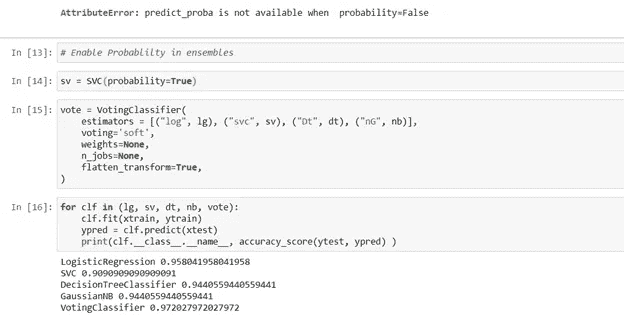 AttributeError: predict_proba is not available when  probability=False
In [13]: # Enable Probablilty in ensembles
In [14]: sv = SVC(probability=True)
In [15]: vote = VotingClassifier(
    estimators = [("log", lg), ("svc", sv), ("Dt", dt), ("nG", nb)],
    voting='soft',
    weights=None,
    n_jobs=None,
    flatten_transform=True,
)
In [16]: for clf in (lg, sv, dt, nb, vote):
    clf.fit(xtrain, ytrain)
    ypred = clf.predict(xtest)
    print(clf.__class__.__name__, accuracy_score(ytest, ypred) )
LogisticRegression 0.958041958041958
SVC 0.9090909090909091
DecisionTreeClassifier 0.9440559440559441
GaussianNB 0.9440559440559441
VotingClassifier 0.972027972027972